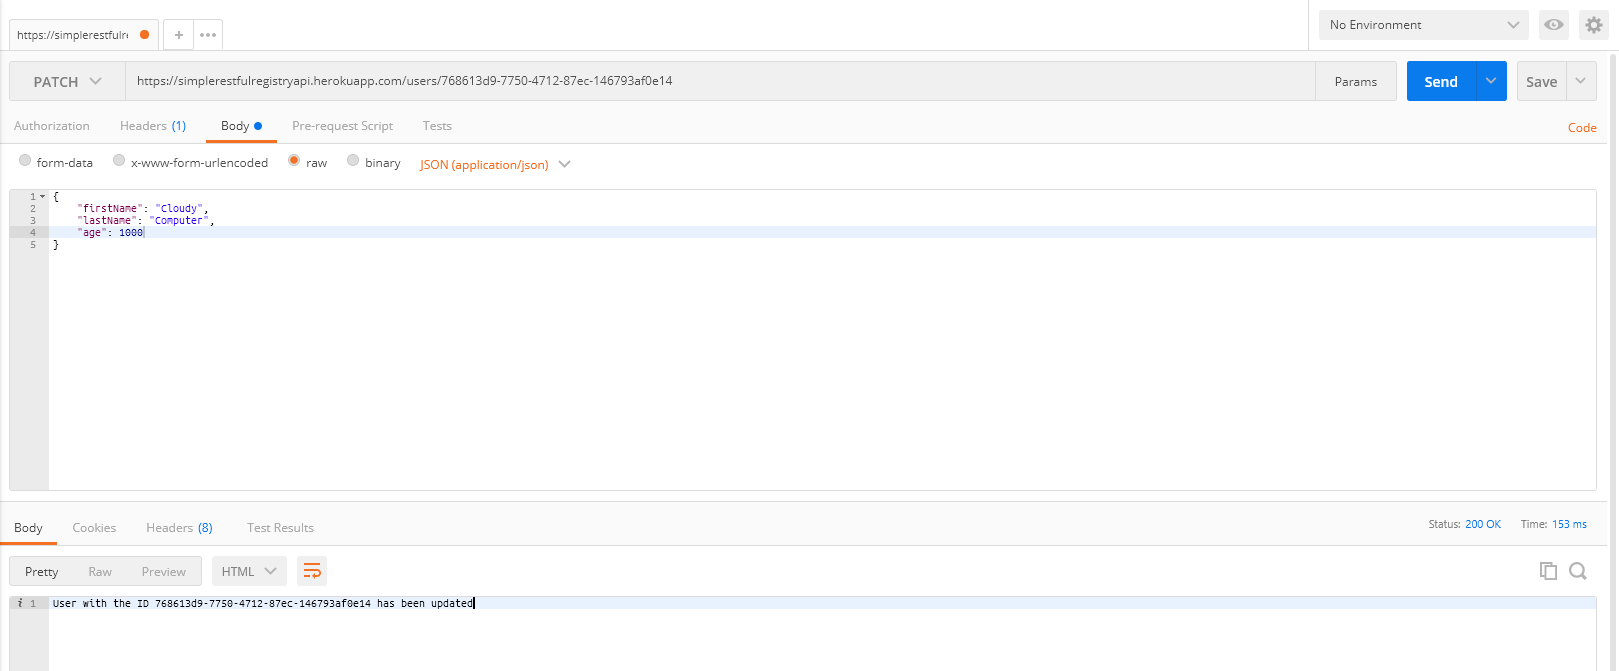 https://simplerestfulre
+
•••
No Environment
PATCH https://simplerestfulregistryapi.herokuapp.com/users/768613d9-7750-4712-87ec-146793af0e14 Params Send Save
Authorization Headers (1) Body Pre-request Script Tests Code
form-data x-www-form-urlencoded raw binary JSON (application/json)
1 {
2 "firstName": "Cloudy",
3 "lastName": "Computer",
4 "age": 1000
5 }
Body Cookies Headers (8) Test Results Status: 200 OK Time: 153 ms
Pretty Raw Preview HTML
i 1 User with the ID 768613d9-7750-4712-87ec-146793af0e14 has been updated